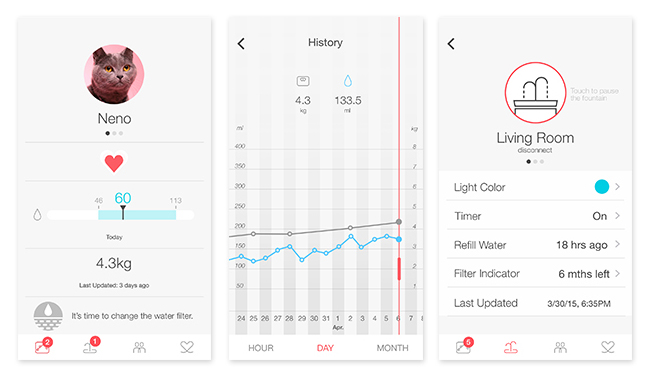 Neno
46
60
113
Today
4.3kg
Last Updated: 3 days ago
It's time to change the water filter.
2
1
History
4.3
kg
133.5
ml
ml
kg
400
8
350
7
300
6
250
5
200
4
150
3
100
2
50
1
24 25 26 27 28 29 30 31 1 2 3 4 5 6 7 8
Apr.
HOUR
DAY
MONTH
Touch to pause
the fountain
Living Room
disconnect
Light Color
Timer
On
Refill Water
18 hrs ago
Filter Indicator
6 mths left
Last Updated
3/30/15, 6:35PM
5